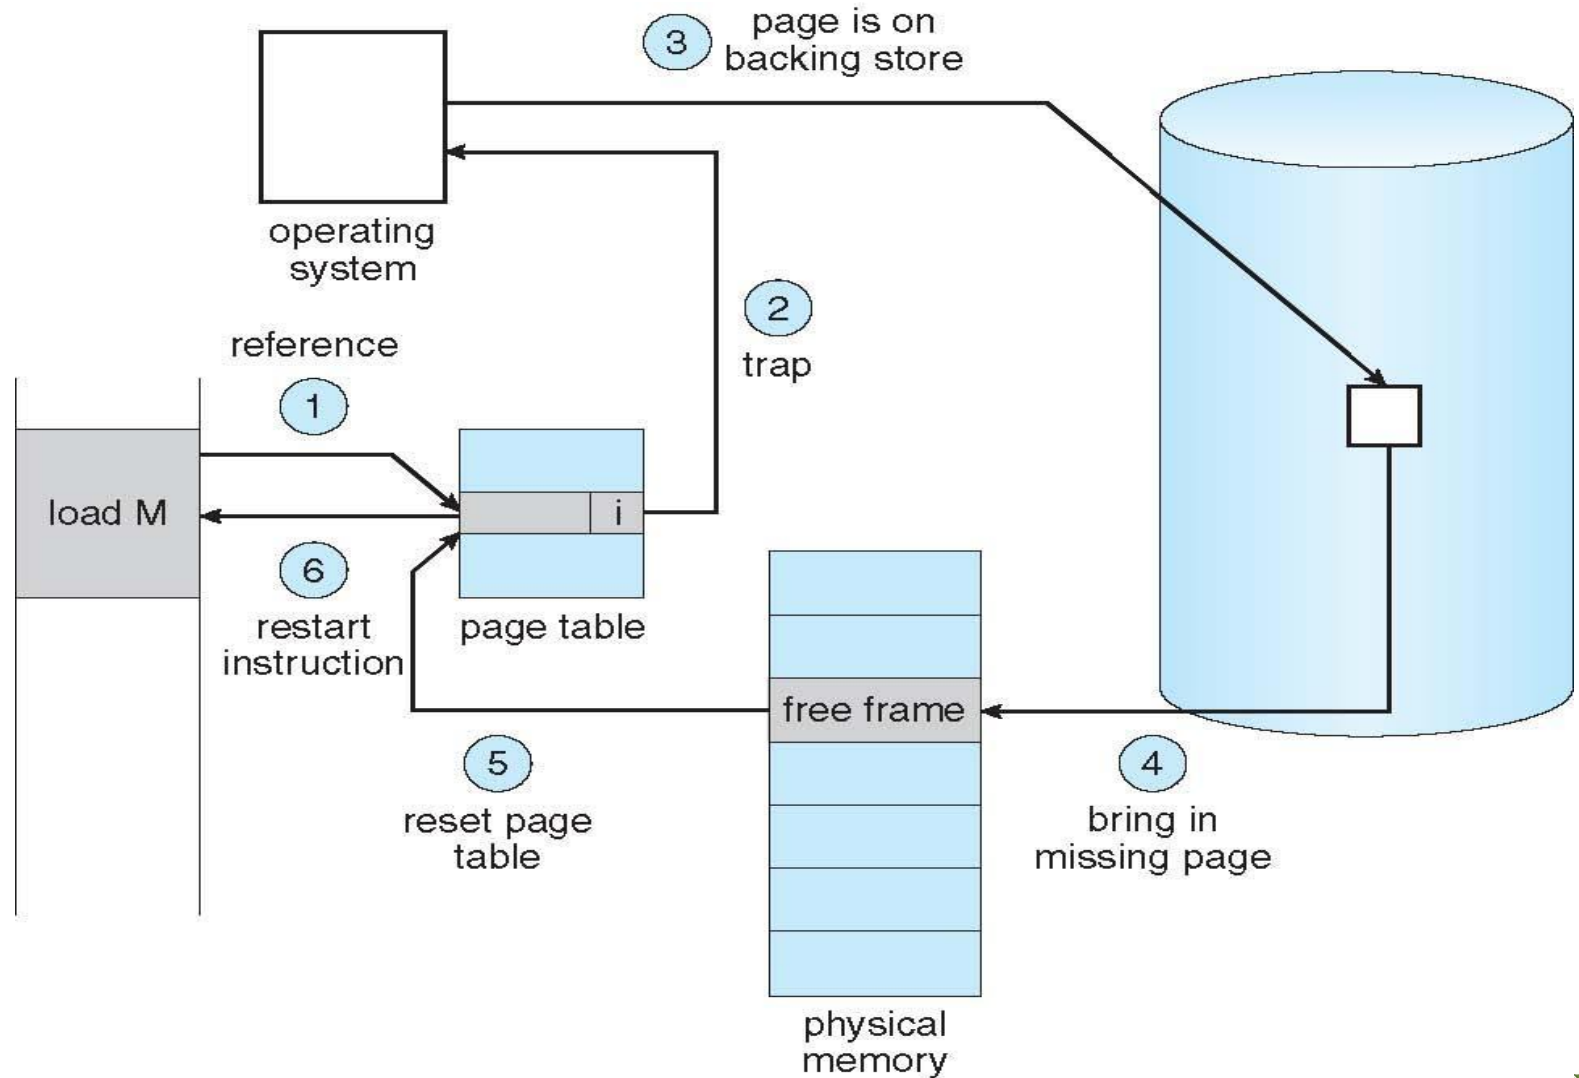 3
page is on
backing store
operating
system
reference
1
2
trap
load M
i
6
restart
instruction
page table
free frame
5
reset page
table
4
bring in
missing page
physical
memory